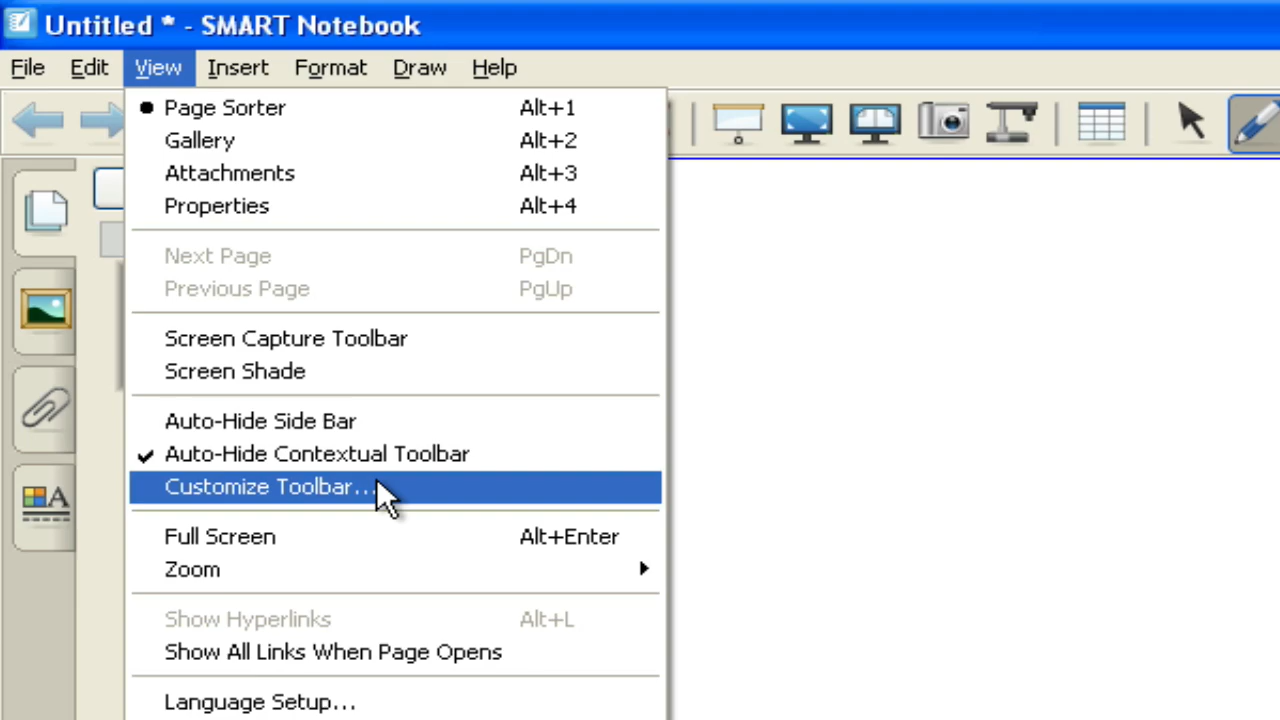 Untitled * - SMART Notebook
File Edit View Insert Format Draw Help
Page Sorter Alt+1
Gallery Alt+2
Attachments Alt+3
Properties Alt+4
Next Page PgDn
Previous Page PgUp
Screen Capture Toolbar
Screen Shade
Auto-Hide Side Bar
Auto-Hide Contextual Toolbar
Customize Toolbar...
Full Screen Alt+Enter
Zoom
Show Hyperlinks Alt+L
Show All Links When Page Opens
Language Setup...